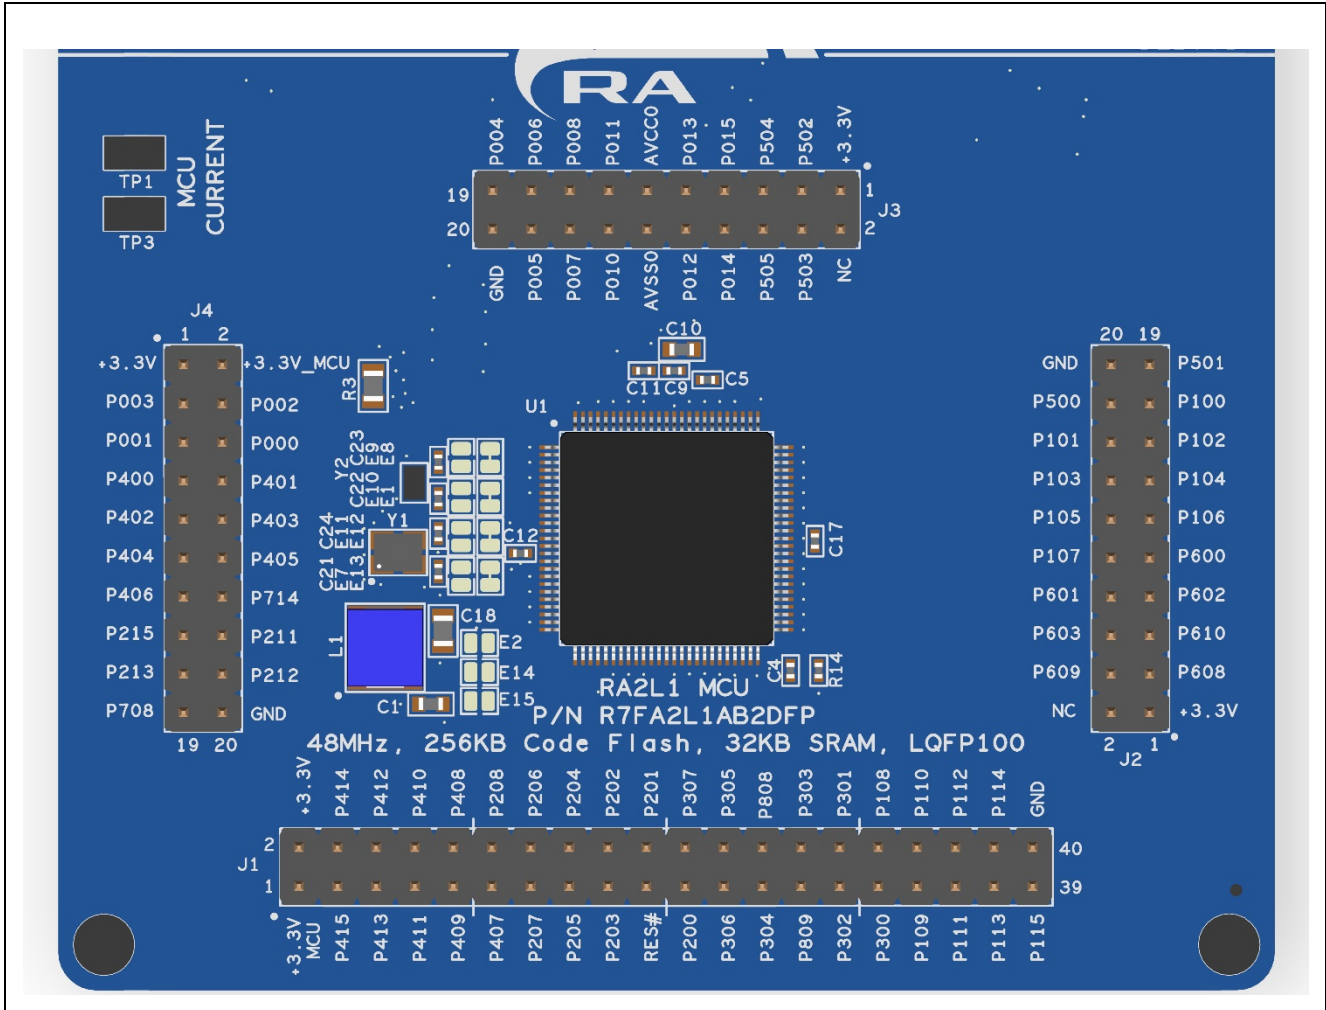 RA
MCU
CURRENT
TP1
TP3
P004
P006
P008
P011
AVCC0
P013
P015
P504
P502
+3.3V
19
1
J3
20
2
GND
P005
P007
P010
AVSS0
P012
P014
P505
P503
NC
J4
1 2
+3.3V +3.3V_MCU
P003 P002
P001 P000
P400 P401
P402 P403
P404 P405
P406 P714
P215 P211
P213 P212
P708 GND
19 20
R3
C10
C11 C9 C5
U1
Y2
C23
E9
E8
C22
E10
E1
Y1
C24
E11
E12
C21
E7
E13
C12
C17
L1
C18
E2
E14
E15
C1
C4
R14
20 19
GND P501
P500 P100
P101 P102
P103 P104
P105 P106
P107 P600
P601 P602
P603 P610
P609 P608
NC +3.3V
2 1
J2
RA2L1 MCU
P/N R7FA2L1AB2DFP
48MHz, 256KB Code Flash, 32KB SRAM, LQFP100
+3.3V
P414
P412
P410
P408
P208
P206
P204
P202
P201
P307
P305
P808
P303
P301
P108
P110
P112
P114
GND
2 40
J1
1 39
+3.3V
MCU
P415
P413
P411
P409
P407
P207
P205
P203
RES#
P200
P306
P304
P809
P302
P300
P109
P111
P113
P115